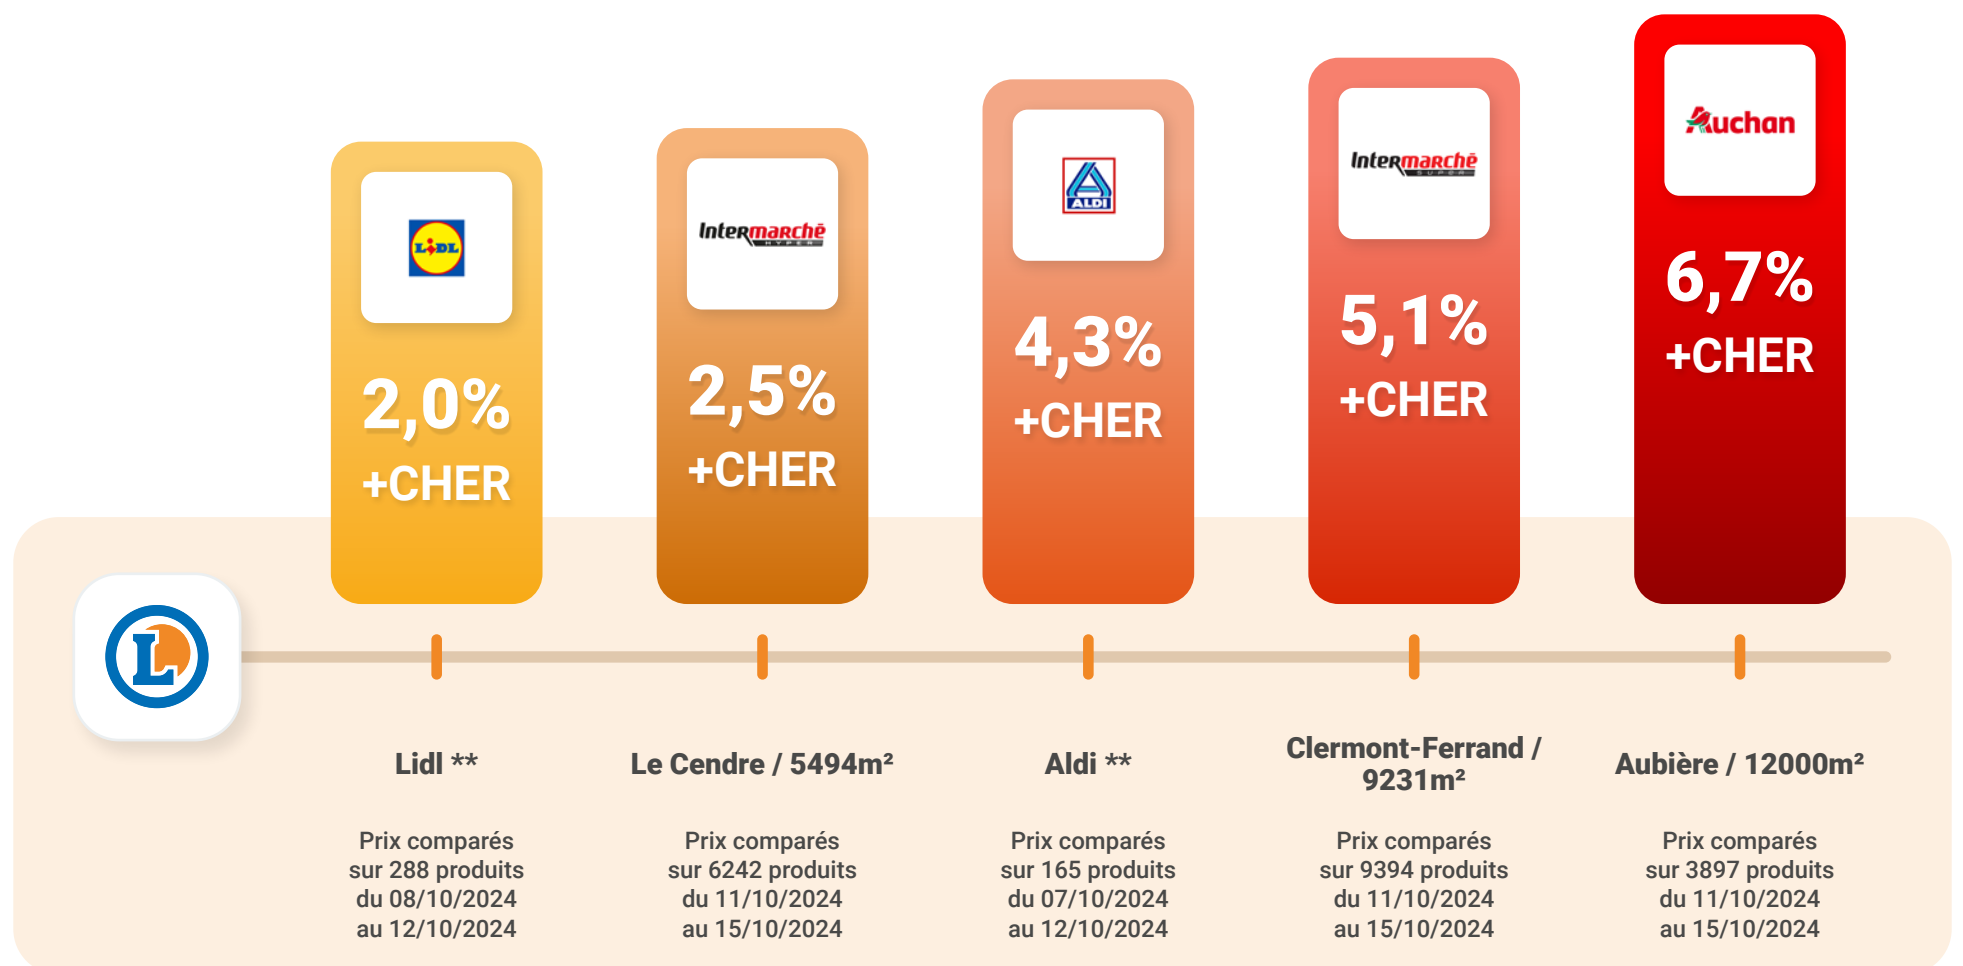 LIDL
2,0%
+CHER
Intermarchē
HYPER
2,5%
+CHER
ALDI
4,3%
+CHER
Intermarchē
SUPER
5,1%
+CHER
Auchan
6,7%
+CHER
L
Lidl **
Prix comparés
sur 288 produits
du 08/10/2024
au 12/10/2024
Le Cendre / 5494m²
Prix comparés
sur 6242 produits
du 11/10/2024
au 15/10/2024
Aldi **
Prix comparés
sur 165 produits
du 07/10/2024
au 12/10/2024
Clermont-Ferrand /
9231m²
Prix comparés
sur 9394 produits
du 11/10/2024
au 15/10/2024
Aubière / 12000m²
Prix comparés
sur 3897 produits
du 11/10/2024
au 15/10/2024